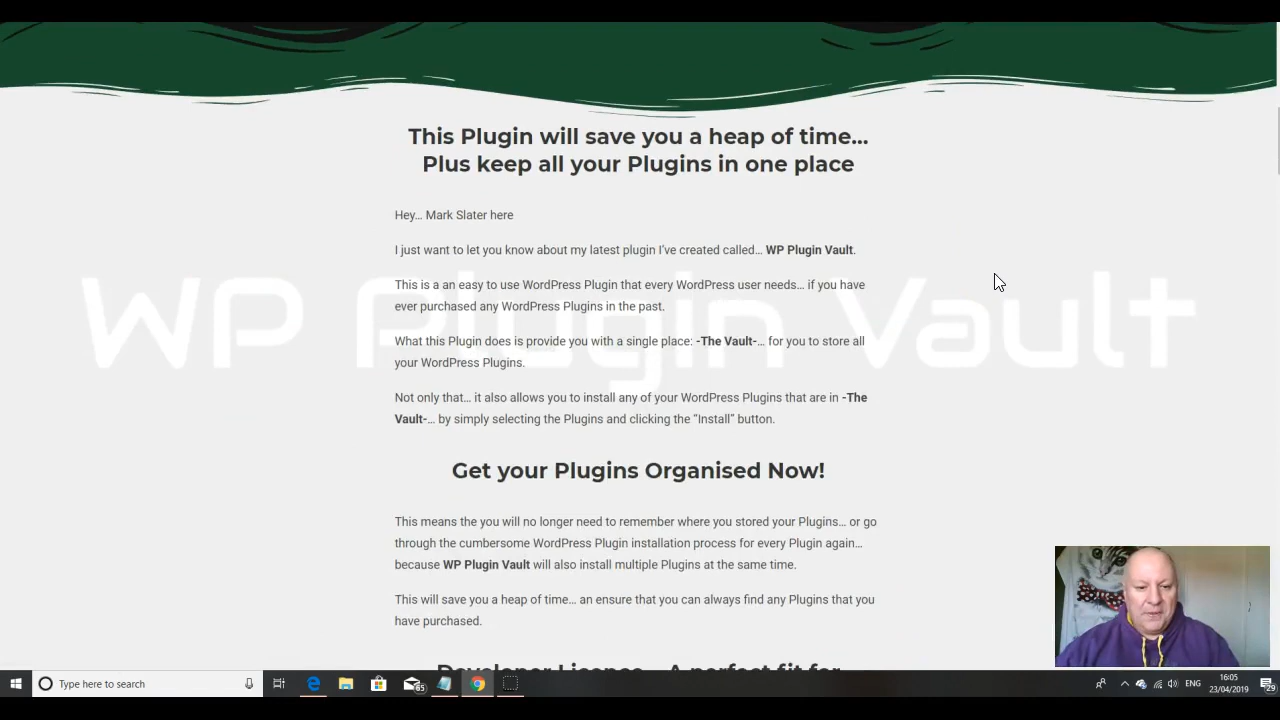 This Plugin will save you a heap of time...
Plus keep all your Plugins in one place
Hey… Mark Slater here
I just want to let you know about my latest plugin I’ve created called… WP Plugin Vault.
This is a an easy to use WordPress Plugin that every WordPress user needs… if you have
ever purchased any WordPress Plugins in the past.
WP Plugin Vault
What this Plugin does is provide you with a single place: -The Vault-… for you to store all
your WordPress Plugins.
Not only that… it also allows you to install any of your WordPress Plugins that are in -The
Vault-… by simply selecting the Plugins and clicking the “Install” button.
Get your Plugins Organised Now!
This means the you will no longer need to remember where you stored your Plugins… or go
through the cumbersome WordPress Plugin installation process for every Plugin again…
because WP Plugin Vault will also install multiple Plugins at the same time.
This will save you a heap of time… an ensure that you can always find any Plugins that you
have purchased.
Developer Licence... A perfect fit for
Type here to search
65
ENG
16:05
23/04/2019
29